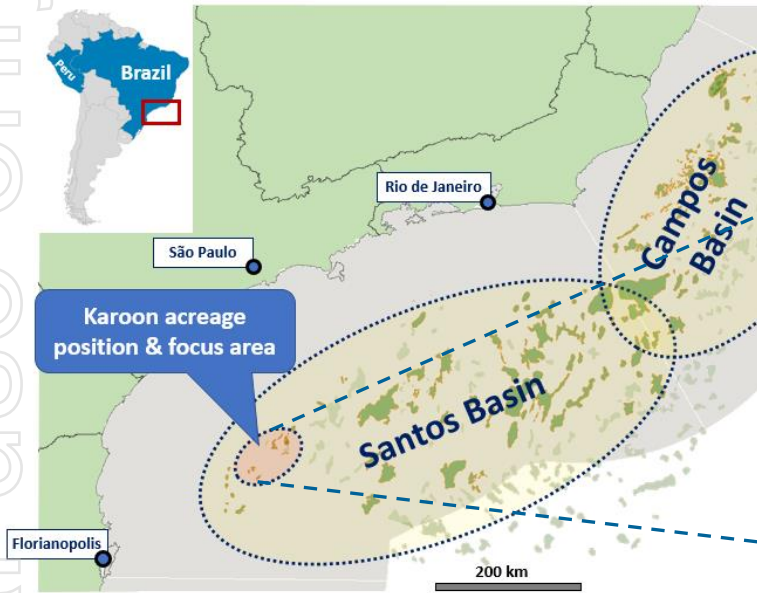 Peru
Brazil
Rio de Janeiro
São Paulo
Campos
Basin
Karoon acreage
position & focus area
Santos Basin
Florianopolis
200 km